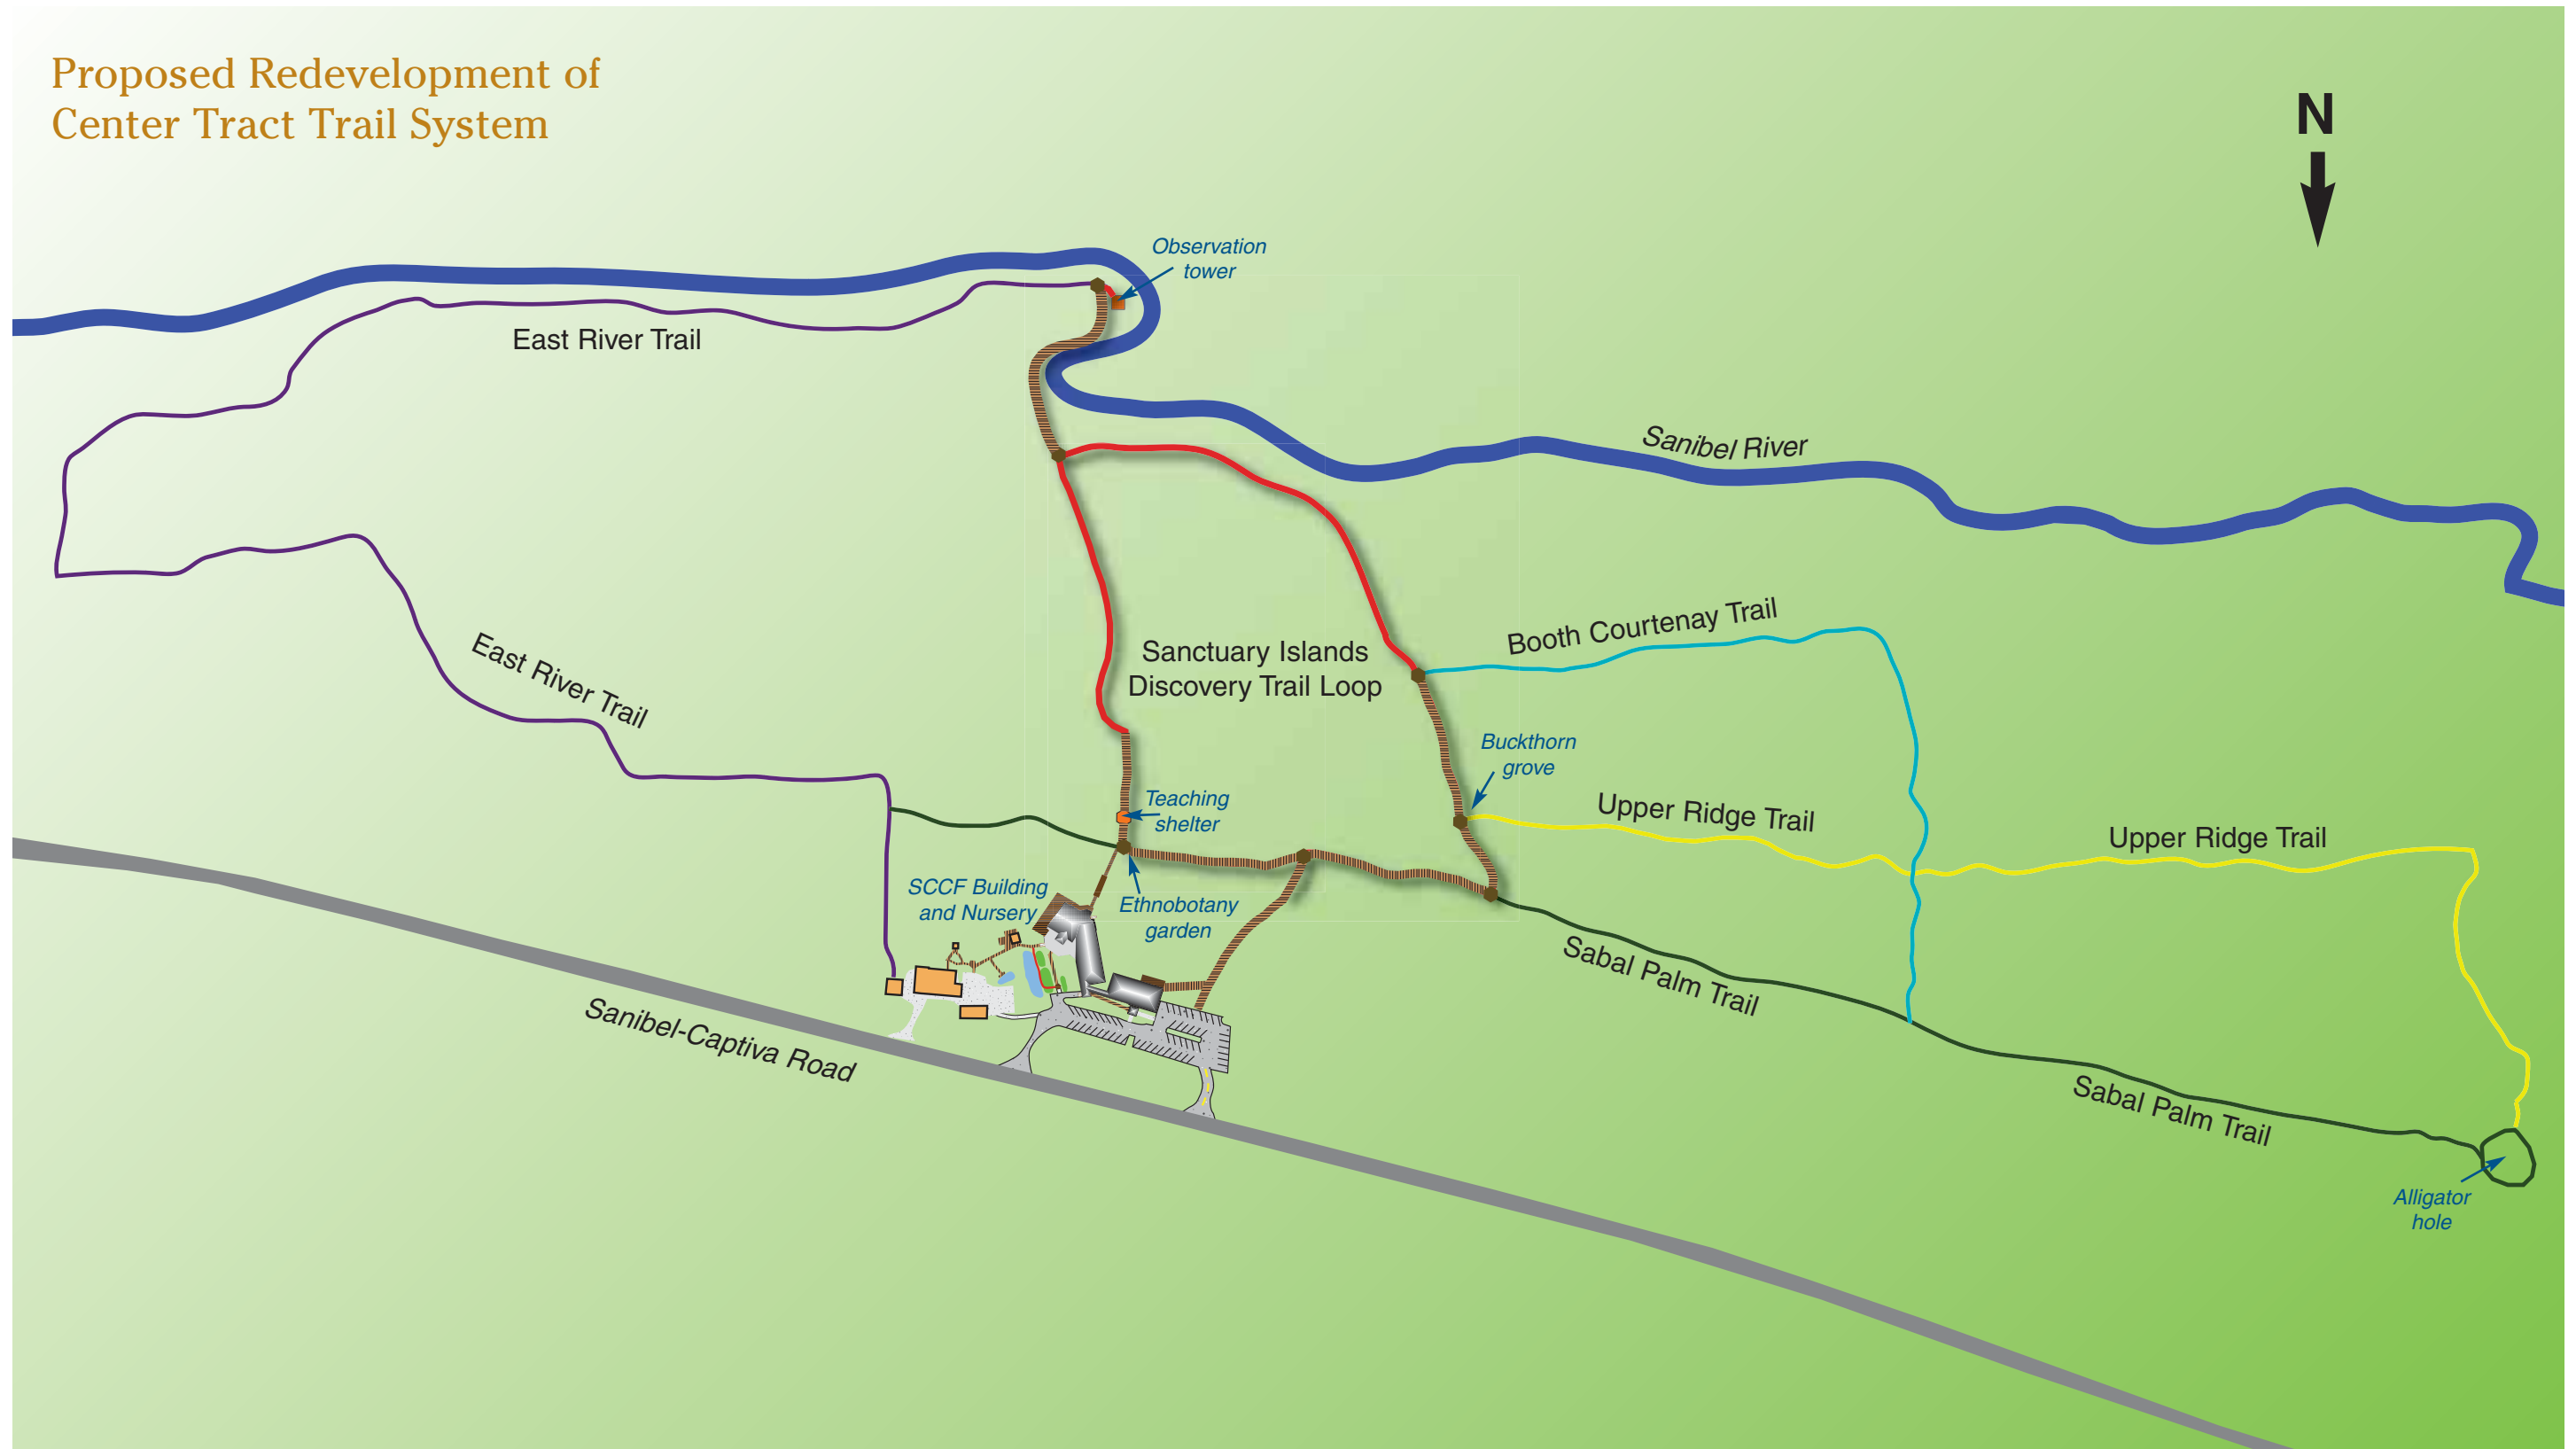 Proposed Redevelopment of
Center Tract Trail System
N
Observation
tower
East River Trail
Sanibel River
Booth Courtenay Trail
Sanctuary Islands
Discovery Trail Loop
East River Trail
Buckthorn
grove
Teaching
shelter
Upper Ridge Trail
Upper Ridge Trail
SCCF Building
and Nursery
Ethnobotany
garden
Sabal Palm Trail
Sanibel-Captiva Road
Sabal Palm Trail
Alligator
hole